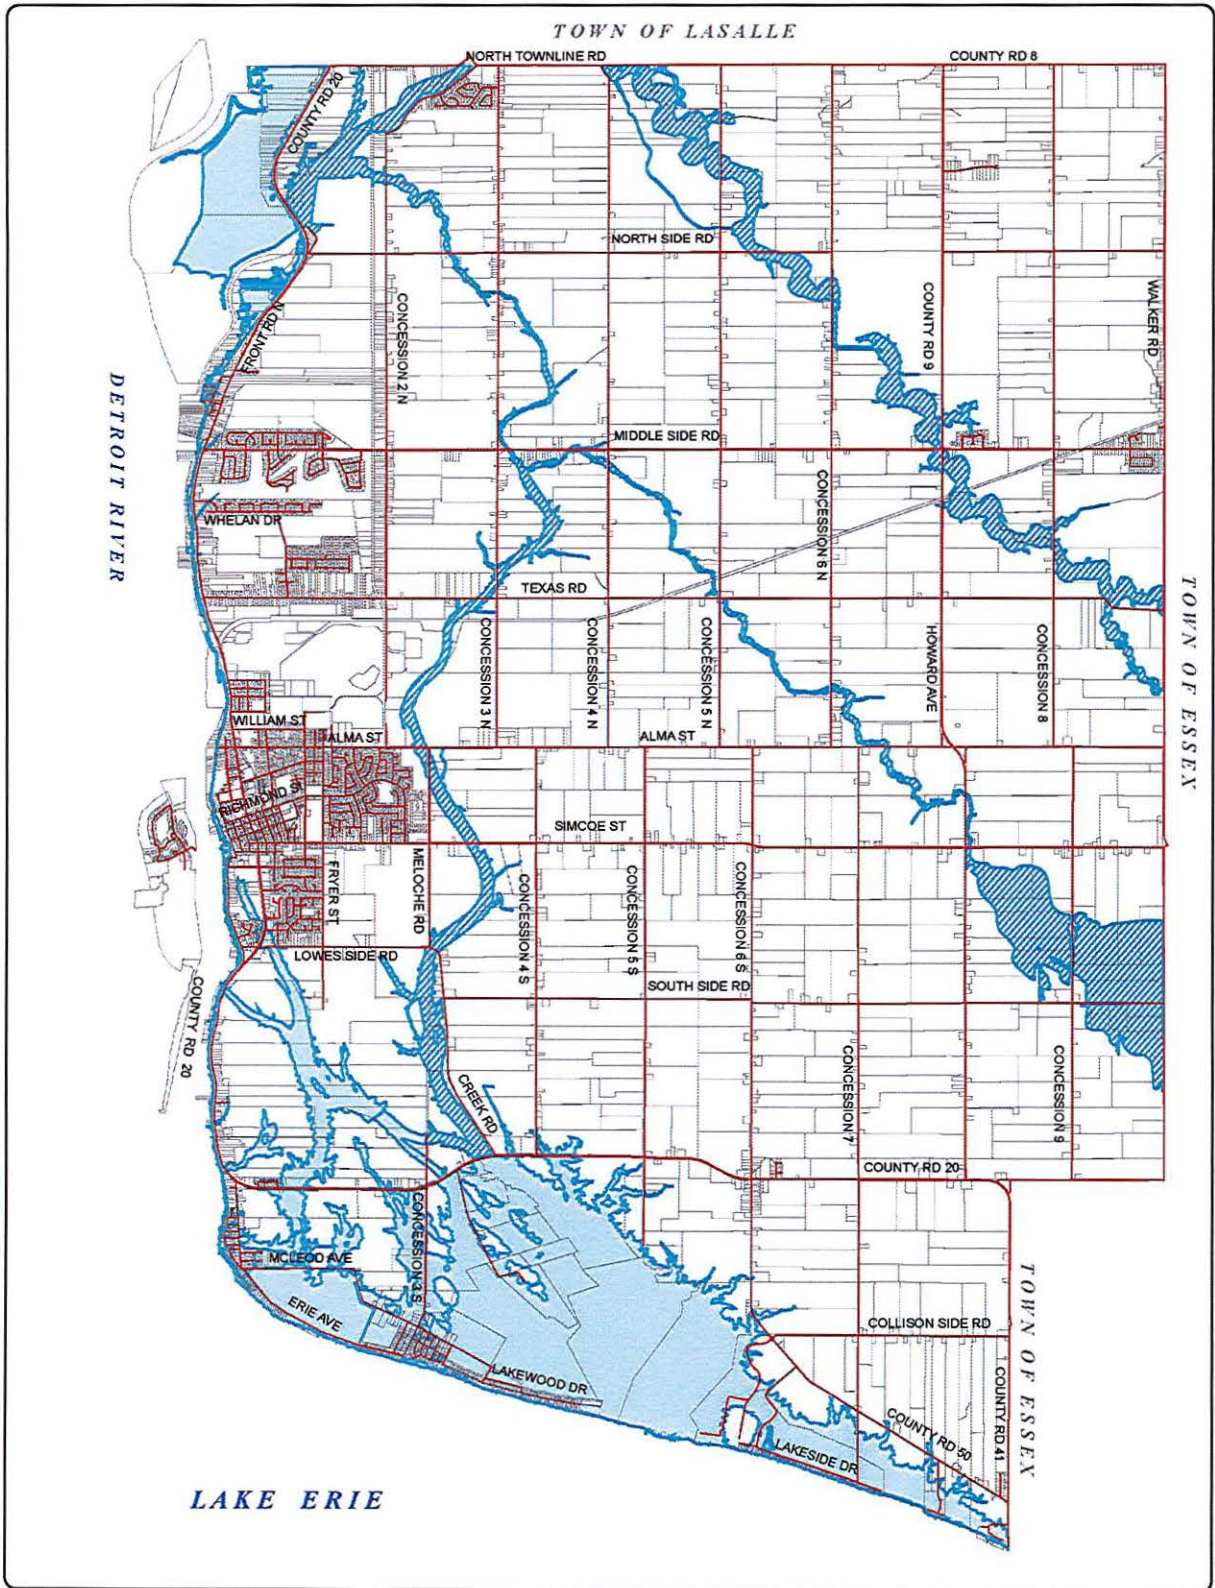 TOWN OF LASALLE
NORTH TOWNLINE RD
COUNTY RD 8
COUNTY RD 20
NORTH SIDE RD
CONCESSION 2 N
COUNTY RD 9
WALKER RD
FRONT RD N
DETROIT RIVER
MIDDLE SIDE RD
CONCESSION 6 N
WHELAN DR
TEXAS RD
TOWN OF ESSEX
CONCESSION 3 N
CONCESSION 4 N
CONCESSION 5 N
HOWARD AVE
CONCESSION 8
WILLIAM ST
ALMA ST
ALMA ST
RICHMOND ST
SIMCOE ST
FRYER ST
MELOCHE RD
CONCESSION 4 S
CONCESSION 5 S
CONCESSION 6 S
LOWES SIDE RD
SOUTH SIDE RD
COUNTY RD 20
CREEK RD
CONCESSION 7
CONCESSION 9
COUNTY RD 20
CONCESSION 3 S
MCLEOD AVE
TOWN OF ESSEX
ERIE AVE
COLLISON SIDE RD
LAKEWOOD DR
COUNTY RD 41
COUNTY RD 50
LAKESIDE DR
LAKE ERIE